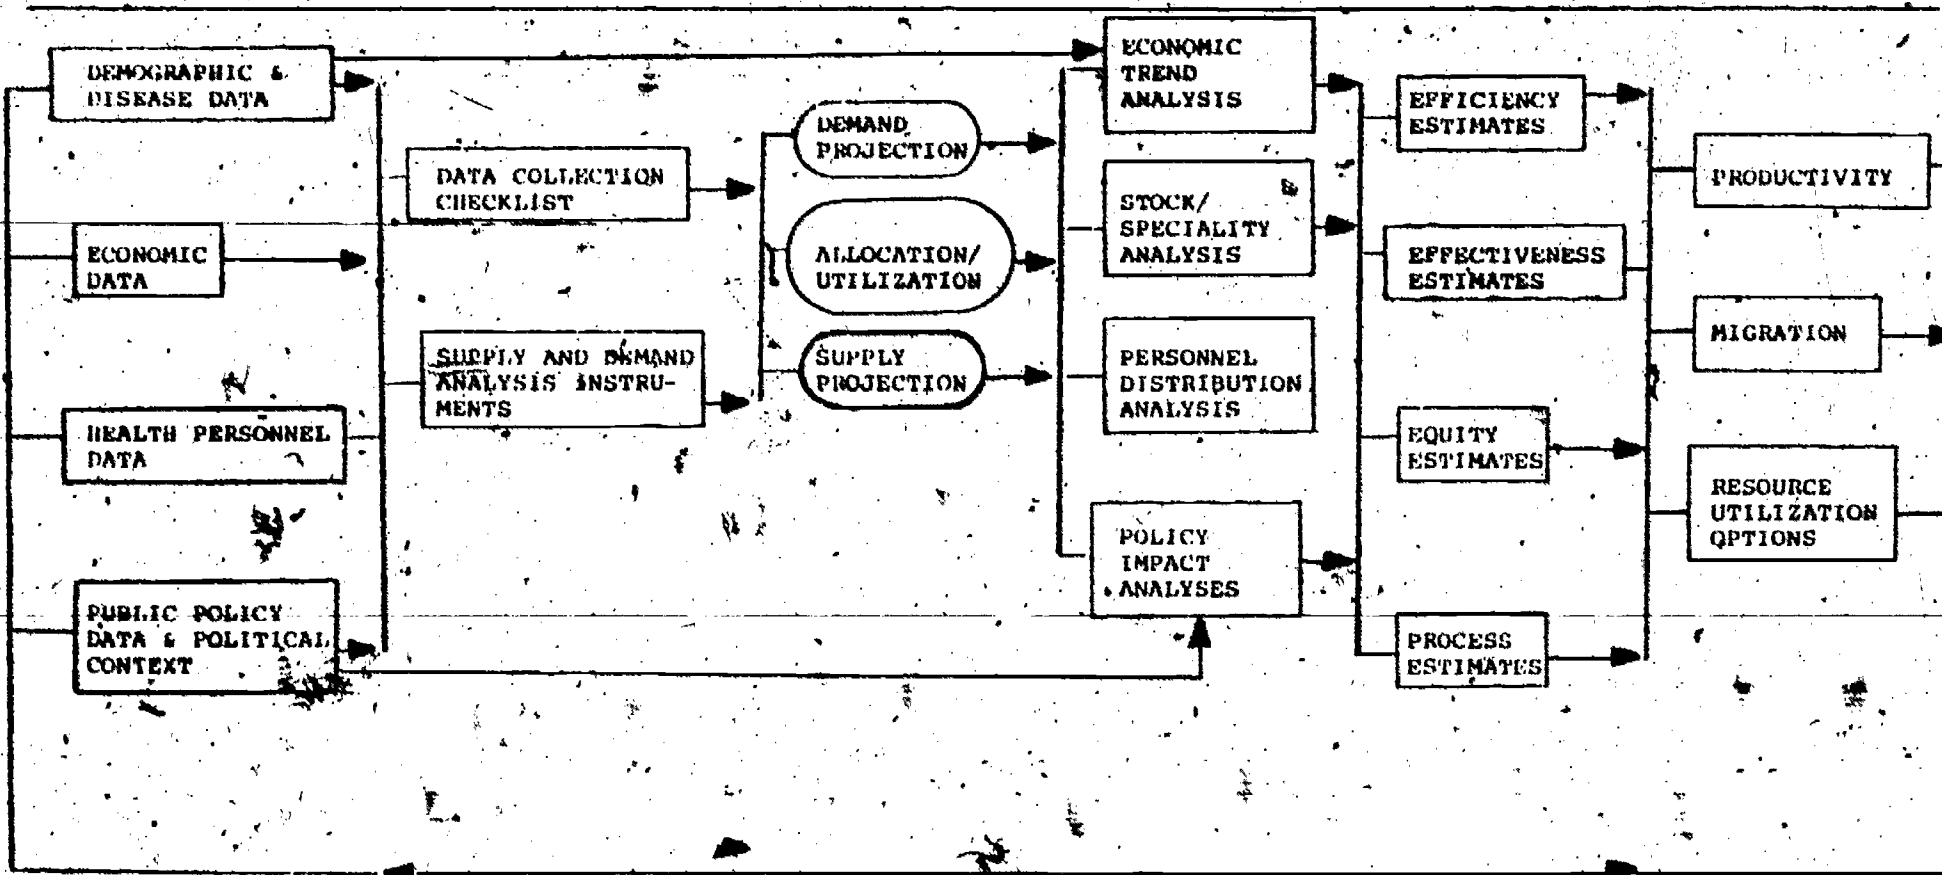 DEMOGRAPHIC &
DISEASE DATA
ECONOMIC
DATA
HEALTH PERSONNEL
DATA
PUBLIC POLICY
DATA & POLITICAL
CONTEXT
DATA COLLECTION
CHECKLIST
SUPPLY AND DEMAND
ANALYSIS INSTRU-
MENTS
DEMAND
PROJECTION
ALLOCATION/
UTILIZATION
SUPPLY
PROJECTION
ECONOMIC
TREND
ANALYSIS
STOCK/
SPECIALITY
ANALYSIS
PERSONNEL
DISTRIBUTION
ANALYSIS
POLICY
IMPACT
ANALYSES
EFFICIENCY
ESTIMATES
EFFECTIVENESS
ESTIMATES
EQUITY
ESTIMATES
PROCESS
ESTIMATES
PRODUCTIVITY
MIGRATION
RESOURCE
UTILIZATION
OPTIONS